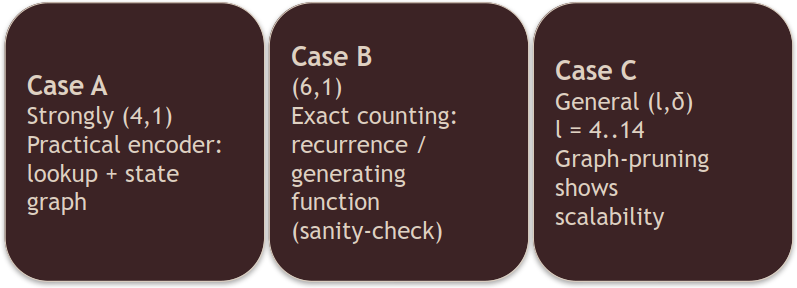 Case A
Strongly (4,1)
Practical encoder:
lookup + state
graph
Case B
(6,1)
Exact counting:
recurrence /
generating
function
(sanity-check)
Case C
General (l,δ)
l = 4..14
Graph-pruning
shows
scalability